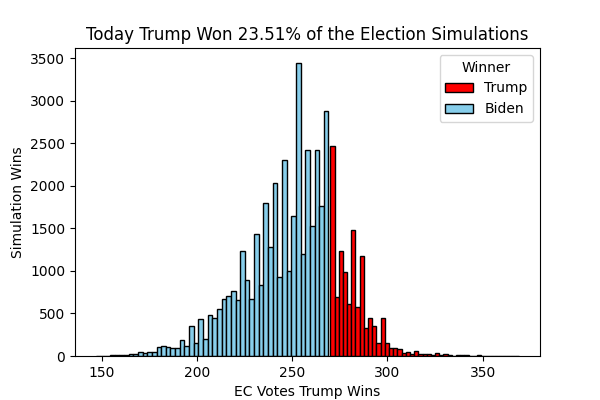 Today Trump Won 23.51% of the Election Simulations
Winner
Trump
Biden
Simulation Wins
3500
3000
2500
2000
1500
1000
500
0
150 200 250 300 350
EC Votes Trump Wins